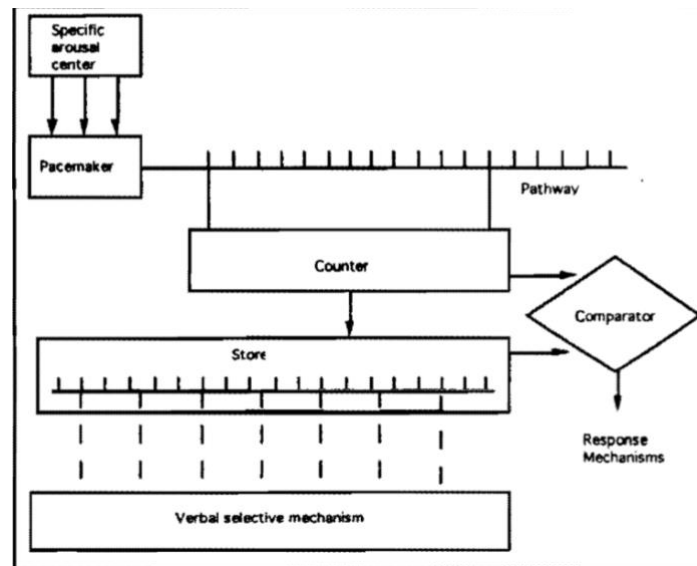 Specific
arousal
center
Pacemaker
Pathway
Counter
Comparator
Store
Response
Mechanisms
Verbal selective mechanism